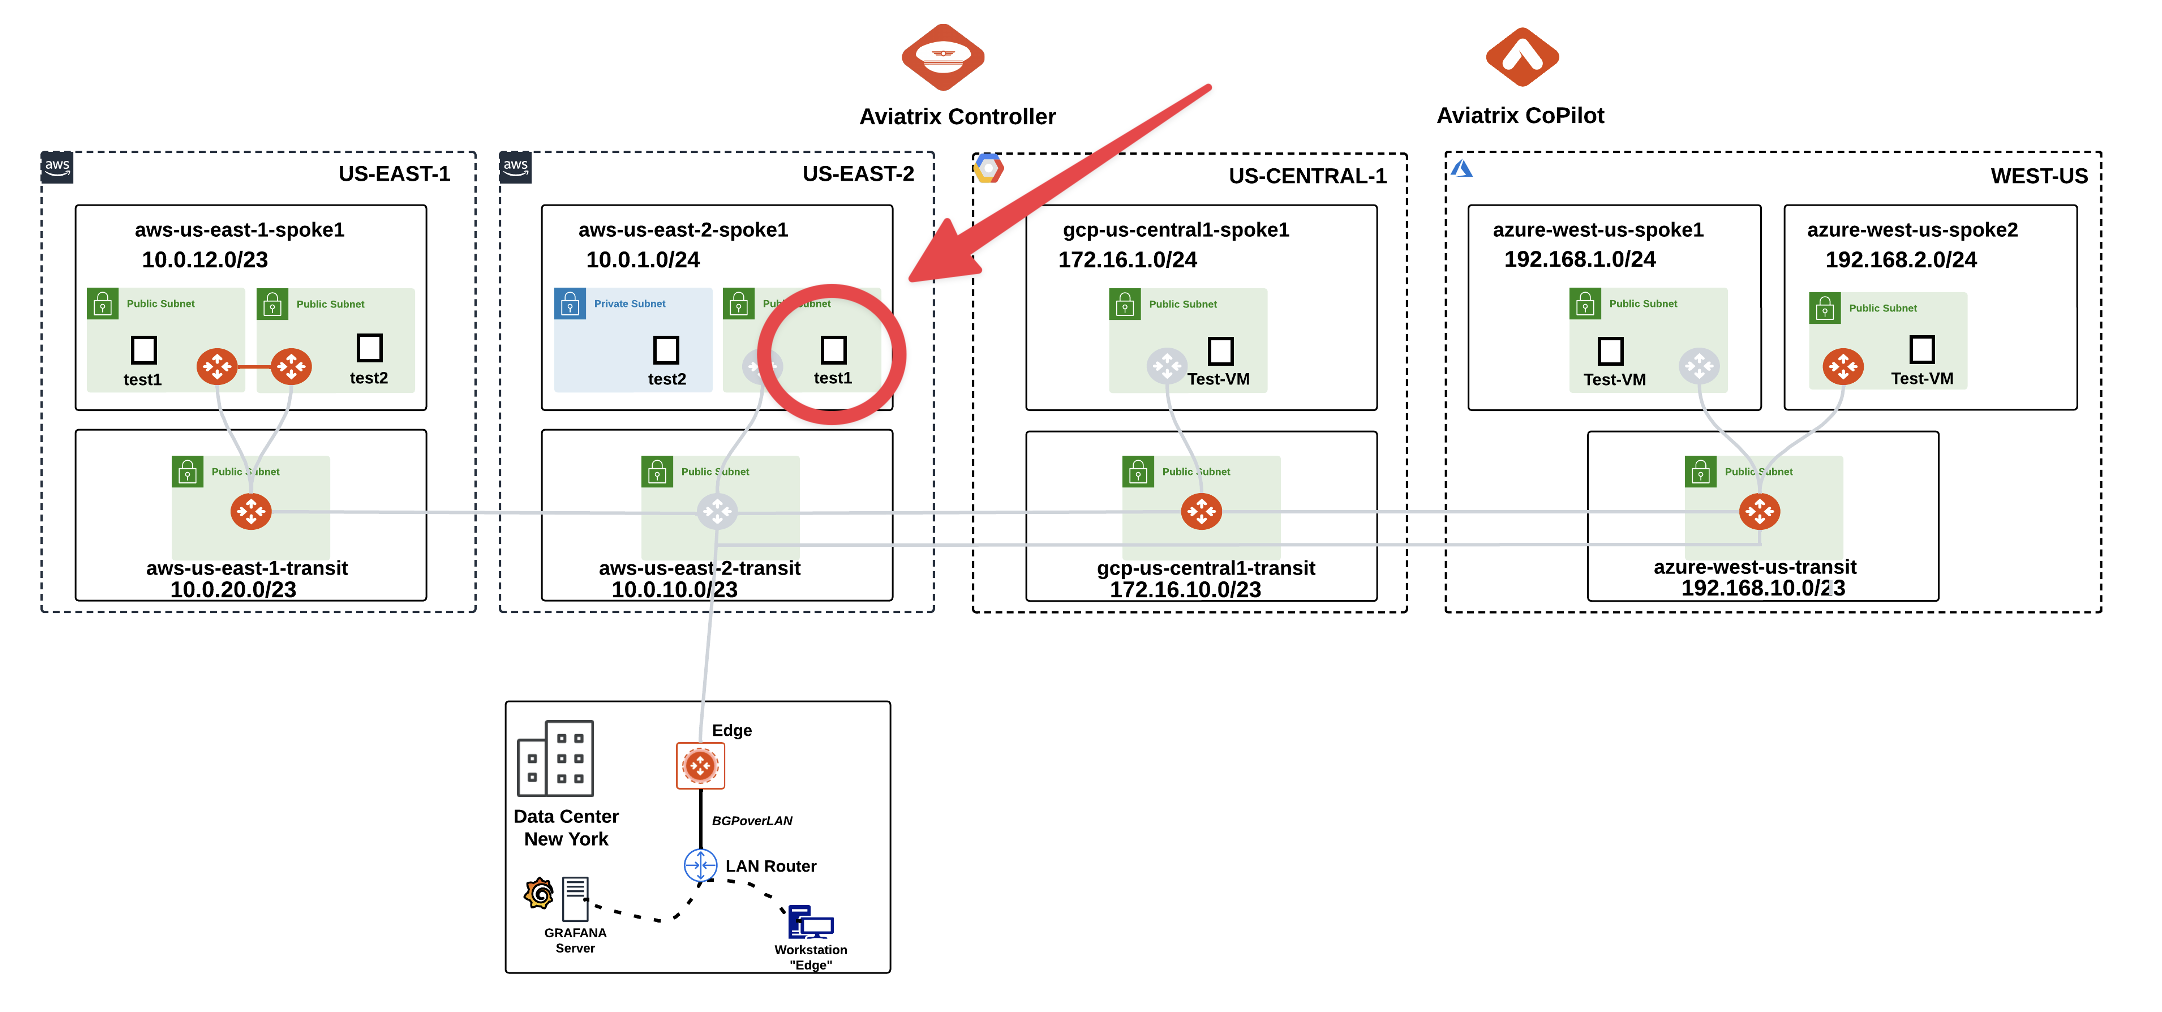 Aviatrix Controller
Aviatrix CoPilot
aws
US-EAST-1
aws-us-east-1-spoke1
10.0.12.0/23
Public Subnet
Public Subnet
test1
test2
Public Subnet
aws-us-east-1-transit
10.0.20.0/23
aws
US-EAST-2
aws-us-east-2-spoke1
10.0.1.0/24
Private Subnet
Public Subnet
test2
test1
Public Subnet
aws-us-east-2-transit
10.0.10.0/23
US-CENTRAL-1
gcp-us-central1-spoke1
172.16.1.0/24
Public Subnet
Test-VM
Public Subnet
gcp-us-central1-transit
172.16.10.0/23
WEST-US
azure-west-us-spoke1
192.168.1.0/24
Public Subnet
Test-VM
azure-west-us-spoke2
192.168.2.0/24
Public Subnet
Test-VM
Public Subnet
azure-west-us-transit
192.168.10.0/23
Edge
Data Center
New York
BGPoverLAN
LAN Router
GRAFANA
Server
Workstation
"Edge"